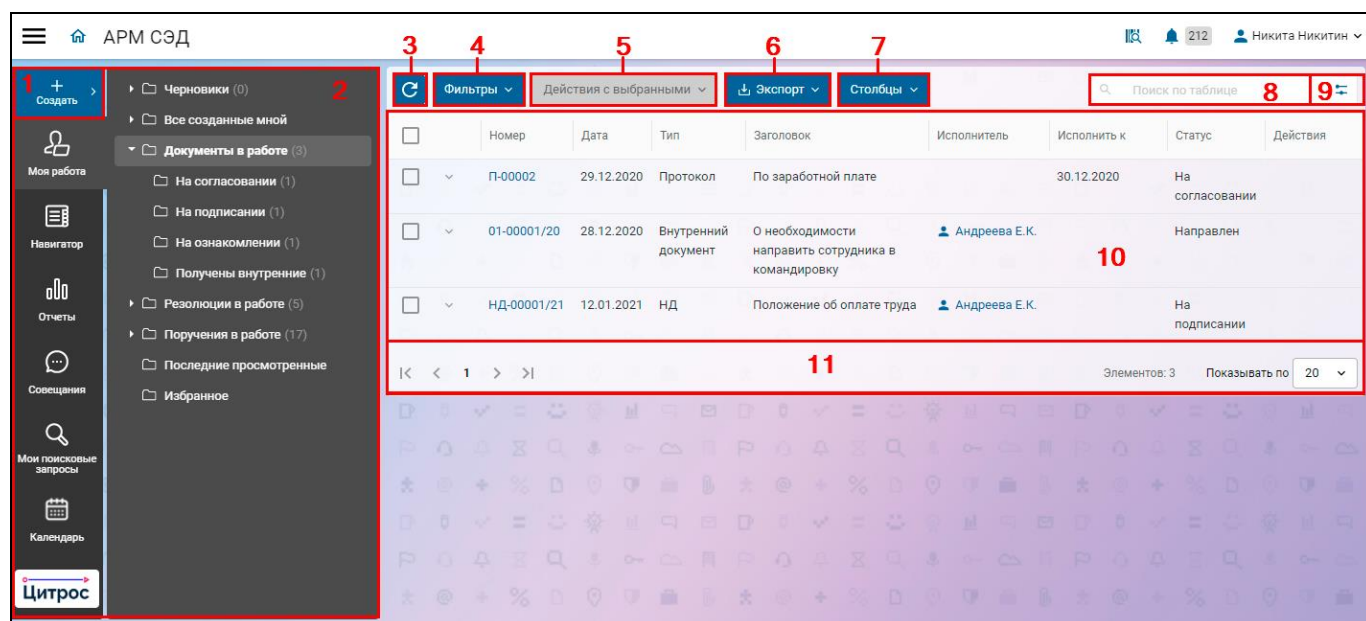 АРМ СЭД
212
Никита Никитин
3
4
5
6
7
1
+
Создать
2
Фильтры
Действия с выбранными
Экспорт
Столбцы
Поиск по таблице
8
9
Моя работа
Навигатор
Отчеты
Совещания
Мои поисковые
запросы
Календарь
Цитрос
Черновики (0)
Все созданные мной
Документы в работе (3)
На согласовании (1)
На подписании (1)
На ознакомлении (1)
Получены внутренние (1)
Резолюции в работе (5)
Поручения в работе (17)
Последние просмотренные
Избранное
Номер Дата Тип Заголовок Исполнитель Исполнить к Статус Действия
П-00002 29.12.2020 Протокол По заработной плате 30.12.2020 На
согласовании
01-00001/20 28.12.2020 Внутренний О необходимости Андреева Е.К. Направлен
документ направить сотрудника в
командировку
10
НД-00001/21 12.01.2021 НД Положение об оплате труда Андреева Е.К. На
подписании
11
1 Элементов: 3 Показывать по 20